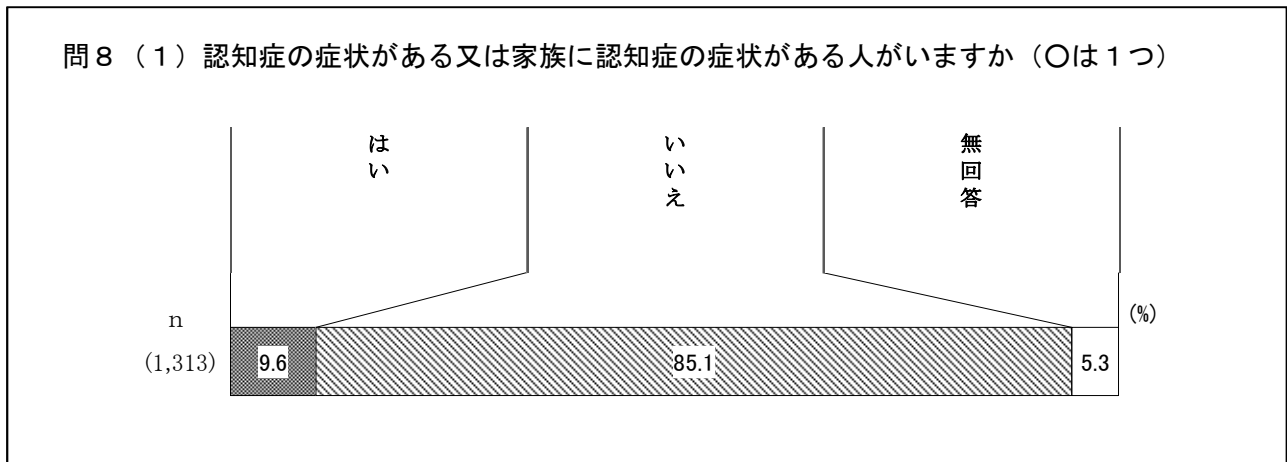 問８（１）認知症の症状がある又は家族に認知症の症状がある人がいますか（〇は１つ）
はい
いいえ
無回答
(%)
n
(1,313)
9.6
85.1
5.3